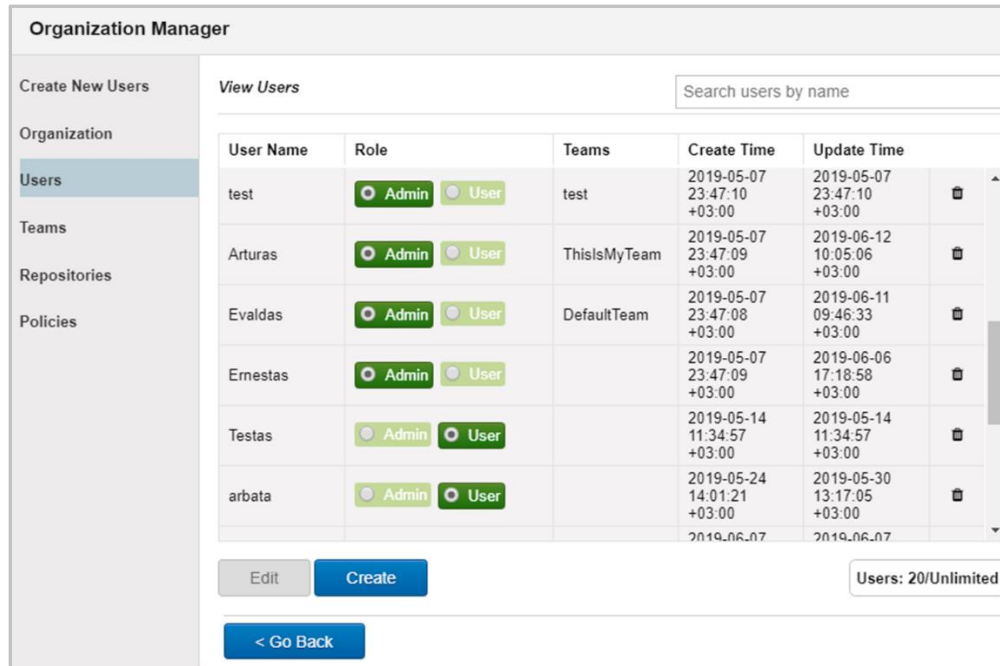 Organization Manager
Create New Users
Organization
Users
Teams
Repositories
Policies
View Users
Search users by name
User Name Role Teams Create Time Update Time
test Admin User test 2019-05-07 23:47:10 +03:00 2019-05-07 23:47:10 +03:00
Arturas Admin User ThisIsMyTeam 2019-05-07 23:47:09 +03:00 2019-06-12 10:05:06 +03:00
Evaldas Admin User DefaultTeam 2019-05-07 23:47:08 +03:00 2019-06-11 09:46:33 +03:00
Ernestas Admin User 2019-05-07 23:47:09 +03:00 2019-06-06 17:18:58 +03:00
Testas Admin User 2019-05-14 11:34:57 +03:00 2019-05-14 11:34:57 +03:00
arbata Admin User 2019-05-24 14:01:21 +03:00 2019-05-30 13:17:05 +03:00
2019-06-07 2019-06-07
Edit Create Users: 20/Unlimited
< Go Back